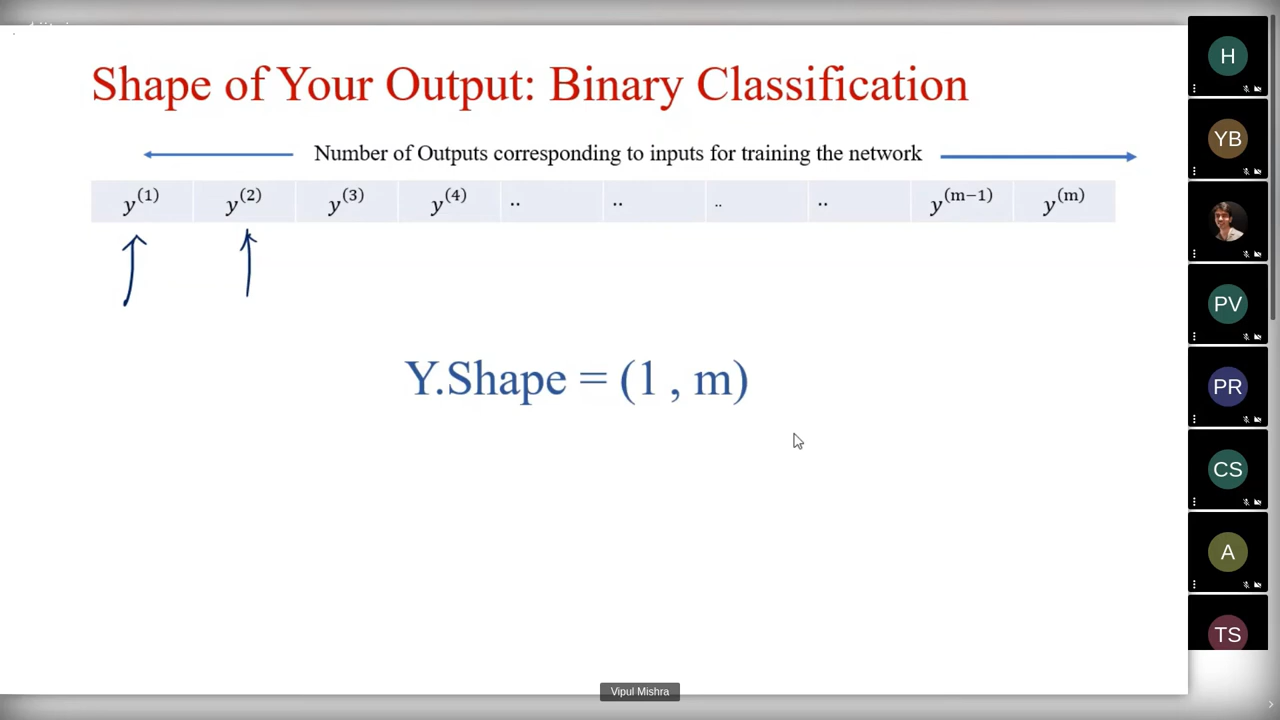 Shape of Your Output: Binary Classification
Number of Outputs corresponding to inputs for training the network
y^(1) y^(2) y^(3) y^(4) .. .. .. .. y^(m−1) y^(m)
Y.Shape = (1 , m)
H
YB
PV
PR
CS
A
TS
Vipul Mishra